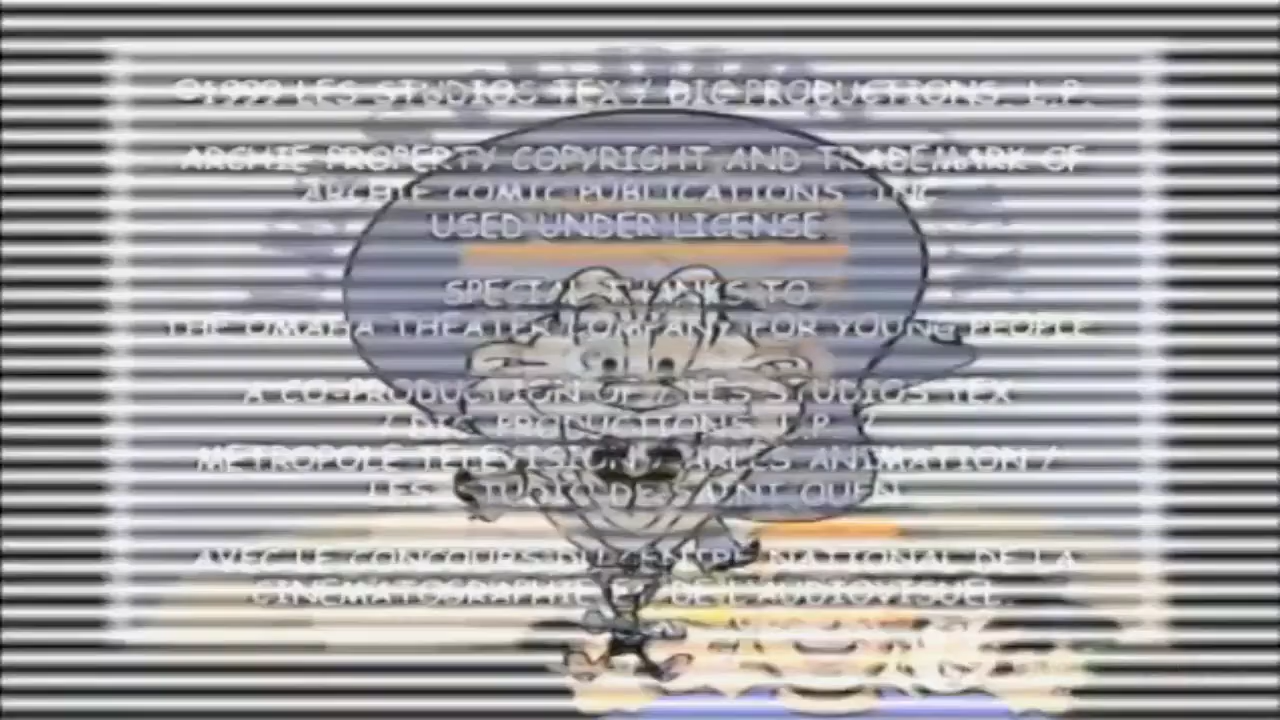 ©1999 LES STUDIOS TEX / DIC PRODUCTIONS, L.P.
ARCHIE PROPERTY COPYRIGHT AND TRADEMARK OF
ARCHIE COMIC PUBLICATIONS, INC.
USED UNDER LICENSE.
SPECIAL THANKS TO
THE OMAHA THEATER COMPANY FOR YOUNG PEOPLE
A CO-PRODUCTION OF / LES STUDIOS TEX
/ DIC PRODUCTIONS, L.P. /
METROPOLE TELEVISION / ARLES ANIMATION /
LES STUDIO DE SAINT OUEN
AVEC LE CONCOURS DU CENTRE NATIONAL DE LA
CINEMATOGRAPHIE ET DE L'AUDIOVISUEL.